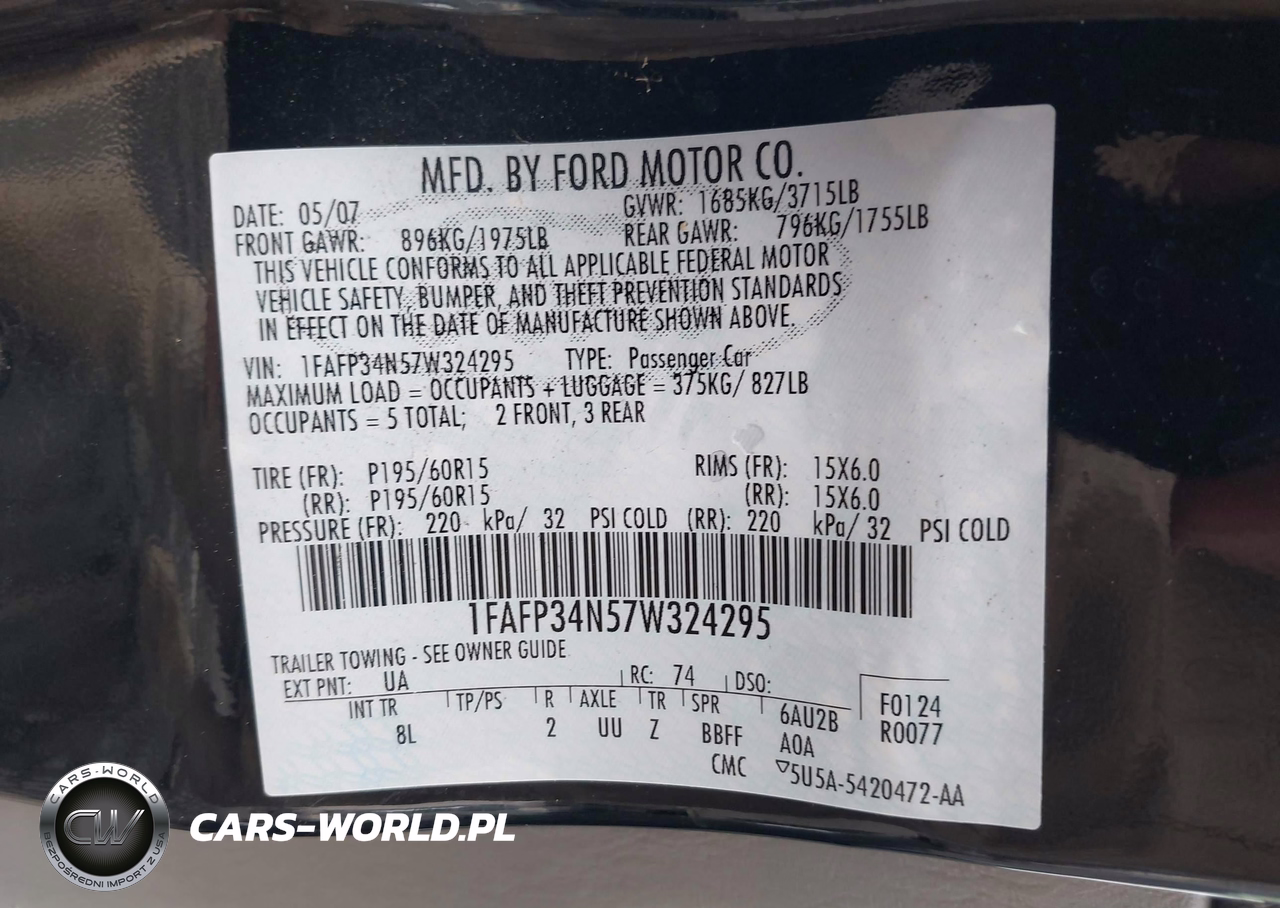 MFD. BY FORD MOTOR CO.
DATE: 05/07 GVWR: 1685KG/3715LB
FRONT GAWR: 896KG/1975LB REAR GAWR: 796KG/1755LB
THIS VEHICLE CONFORMS TO ALL APPLICABLE FEDERAL MOTOR
VEHICLE SAFETY, BUMPER, AND THEFT PREVENTION STANDARDS
IN EFFECT ON THE DATE OF MANUFACTURE SHOWN ABOVE.
VIN: 1FAFP34N57W324295 TYPE: Passenger Car
MAXIMUM LOAD = OCCUPANTS + LUGGAGE = 375KG/ 827LB
OCCUPANTS = 5 TOTAL; 2 FRONT, 3 REAR
TIRE (FR): P195/60R15 RIMS (FR): 15X6.0
(RR): P195/60R15 (RR): 15X6.0
PRESSURE (FR): 220 kPa/ 32 PSI COLD (RR): 220 kPa/ 32 PSI COLD
1FAFP34N57W324295
TRAILER TOWING - SEE OWNER GUIDE
EXT PNT: UA RC: 74 DSO:
INT TR TP/PS R AXLE TR SPR 6AU2B F0124
8L 2 UU Z BBFF A0A R0077
CMC ▽5U5A-5420472-AA
CARS-WORLD
CW
BEZPOŚREDNI IMPORT Z USA
CARS-WORLD.PL